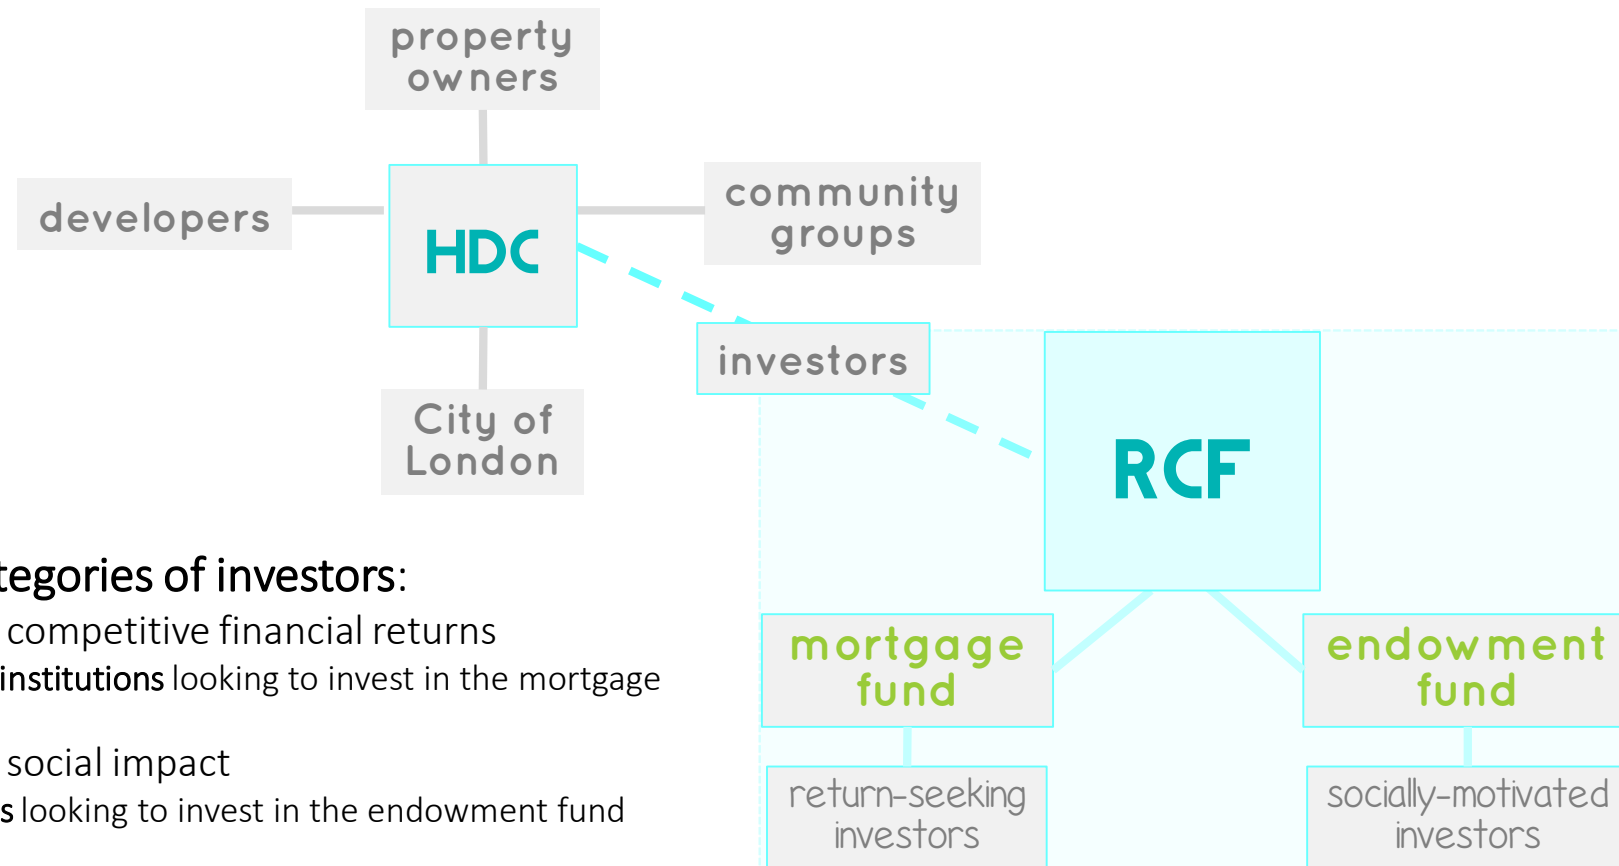 property
owners
developers
HDC
community
groups
investors
City of
London
RCF
tegories of investors:
competitive financial returns
institutions looking to invest in the mortgage
social impact
s looking to invest in the endowment fund
mortgage
fund
endowment
fund
return-seeking
investors
socially-motivated
investors